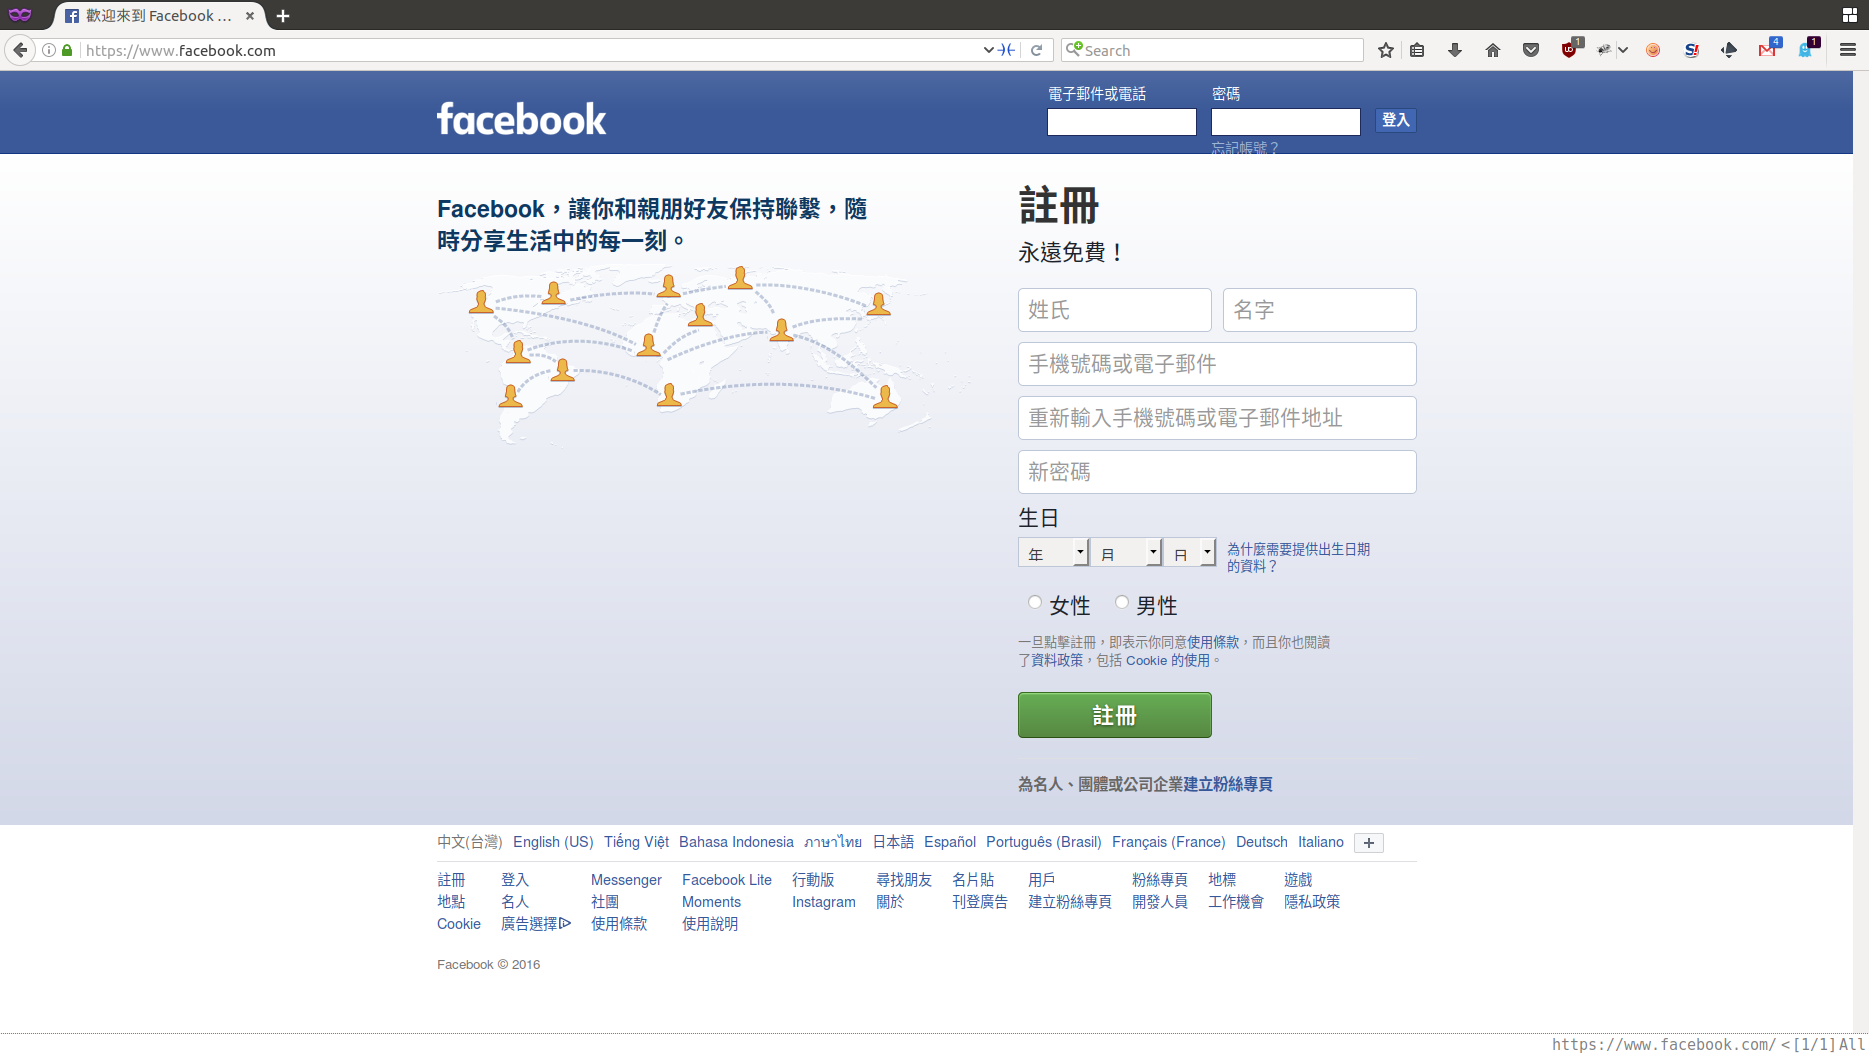 歡迎來到 Facebook ...
https://www.facebook.com
Search
1
4
1
facebook
電子郵件或電話
密碼
登入
忘記帳號？
Facebook，讓你和親朋好友保持聯繫，隨
時分享生活中的每一刻。
註冊
永遠免費！
姓氏
名字
手機號碼或電子郵件
重新輸入手機號碼或電子郵件地址
新密碼
生日
年
月
日
為什麼需要提供出生日期
的資料？
女性
男性
一旦點擊註冊，即表示你同意使用條款，而且你也閱讀
了資料政策，包括 Cookie 的使用。
註冊
為名人、團體或公司企業建立粉絲專頁
中文(台灣) English (US) Tiếng Việt Bahasa Indonesia ภาษาไทย 日本語 Español Português (Brasil) Français (France) Deutsch Italiano
註冊 登入 Messenger Facebook Lite 行動版 尋找朋友 名片貼 用戶 粉絲專頁 地標 遊戲
地點 名人 社團 Moments Instagram 關於 刊登廣告 建立粉絲專頁 開發人員 工作機會 隱私政策
Cookie 廣告選擇 使用條款 使用說明
Facebook © 2016
https://www.facebook.com/ <[1/1] All